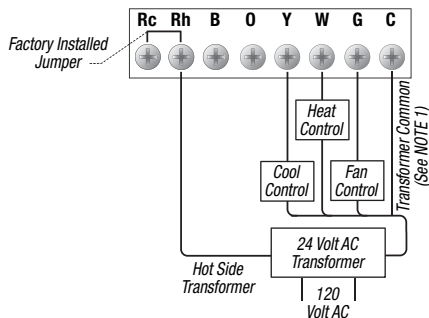 Rc Rh B O Y W G C
Factory Installed
Jumper
Heat
Control
Transformer Common
(See NOTE 1)
Cool
Control
Fan
Control
24 Volt AC
Transformer
Hot Side
Transformer
120
Volt AC